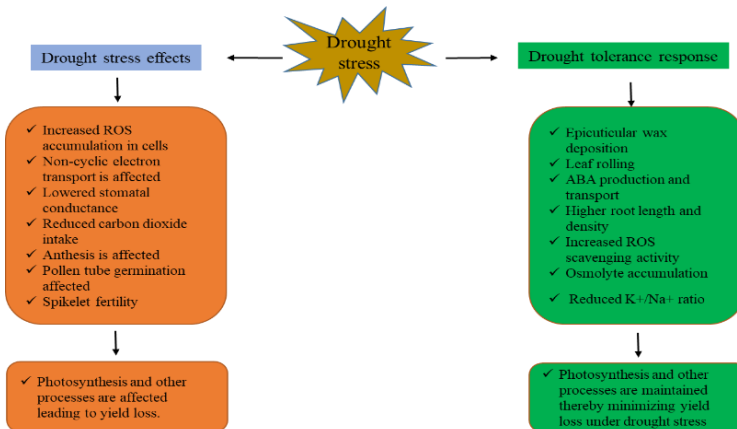 Drought
stress
Drought stress effects
Increased ROS
accumulation in cells
Non-cyclic electron
transport is affected
Lowered stomatal
conductance
Reduced carbon dioxide
intake
Anthesis is affected
Pollen tube germination
affected
Spikelet fertility
Photosynthesis and other
processes are affected
leading to yield loss.
Drought tolerance response
Epicuticular wax
deposition
Leaf rolling
ABA production and
transport
Higher root length and
density
Increased ROS
scavenging activity
Osmolyte accumulation
Reduced K+/Na+ ratio
Photosynthesis and other
processes are maintained
thereby minimizing yield
loss under drought stress